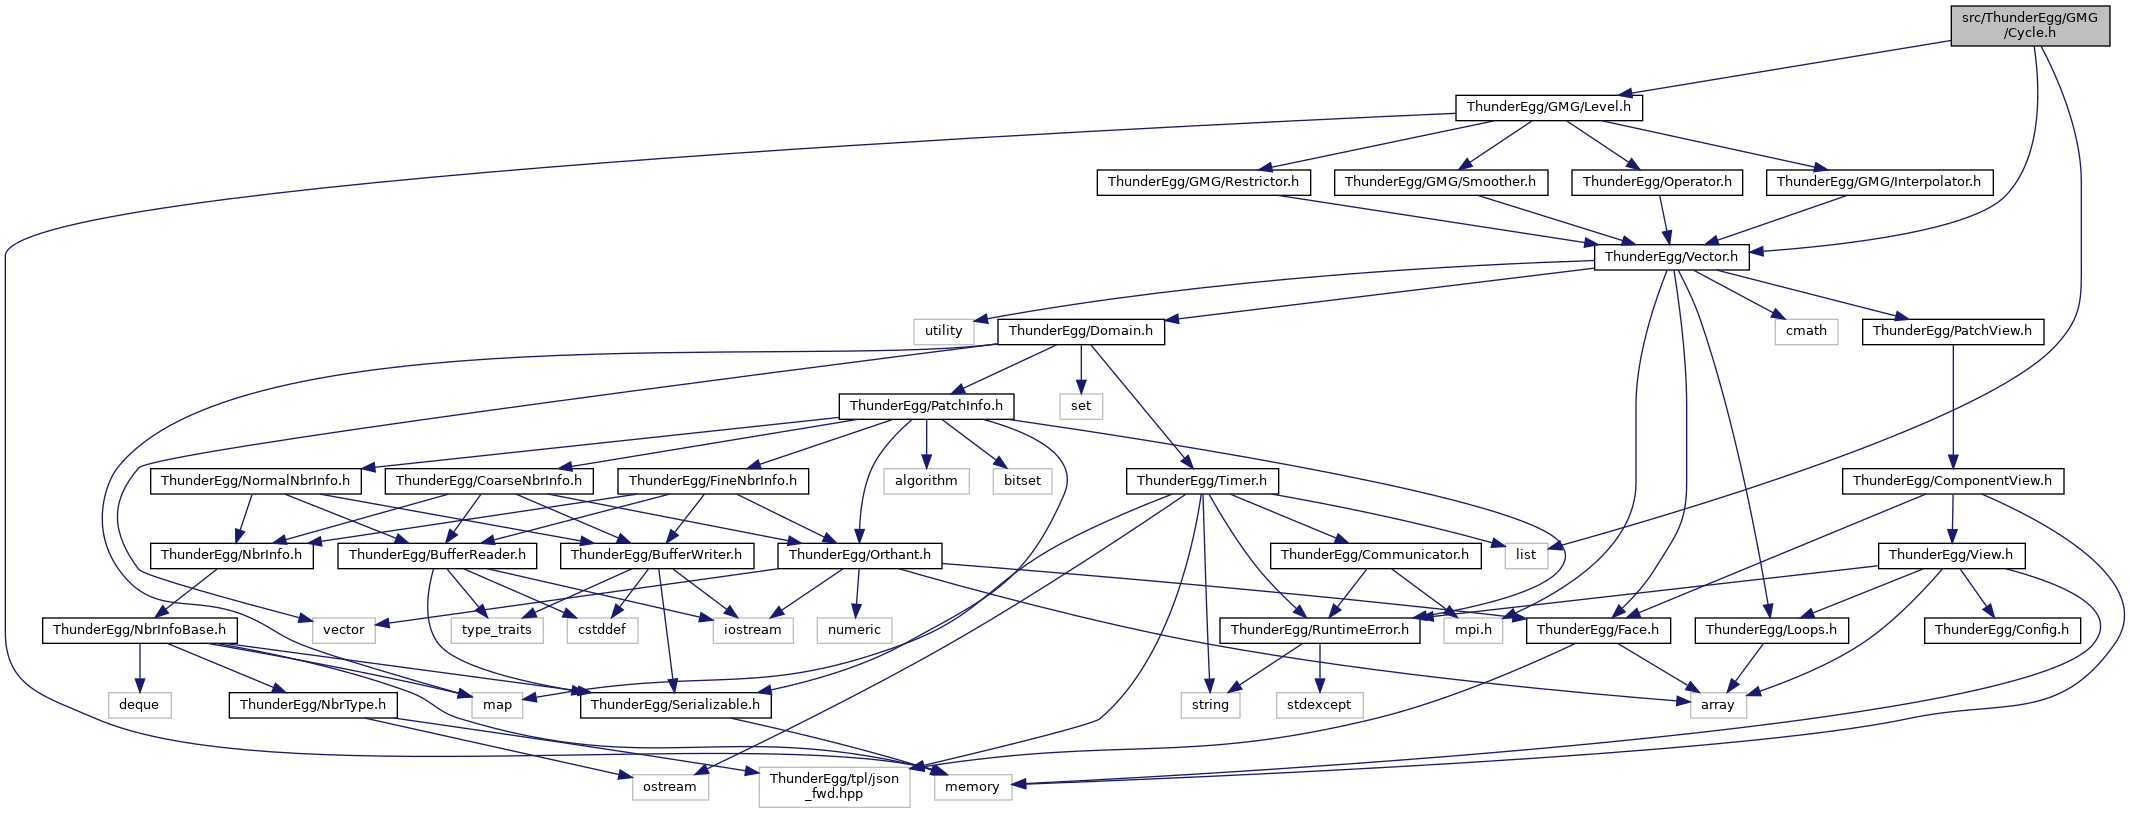 src/ThunderEgg/GMG
/Cycle.h
ThunderEgg/GMG/Level.h
ThunderEgg/GMG/Restrictor.h
ThunderEgg/GMG/Smoother.h
ThunderEgg/Operator.h
ThunderEgg/GMG/Interpolator.h
ThunderEgg/Vector.h
utility
ThunderEgg/Domain.h
cmath
ThunderEgg/PatchView.h
ThunderEgg/PatchInfo.h
set
ThunderEgg/NormalNbrInfo.h
ThunderEgg/CoarseNbrInfo.h
ThunderEgg/FineNbrInfo.h
algorithm
bitset
ThunderEgg/Timer.h
ThunderEgg/ComponentView.h
ThunderEgg/NbrInfo.h
ThunderEgg/BufferReader.h
ThunderEgg/BufferWriter.h
ThunderEgg/Orthant.h
ThunderEgg/Communicator.h
list
ThunderEgg/View.h
ThunderEgg/NbrInfoBase.h
vector
type_traits
cstddef
iostream
numeric
ThunderEgg/RuntimeError.h
mpi.h
ThunderEgg/Face.h
ThunderEgg/Loops.h
ThunderEgg/Config.h
deque
ThunderEgg/NbrType.h
map
ThunderEgg/Serializable.h
string
stdexcept
array
ostream
ThunderEgg/tpl/json
_fwd.hpp
memory